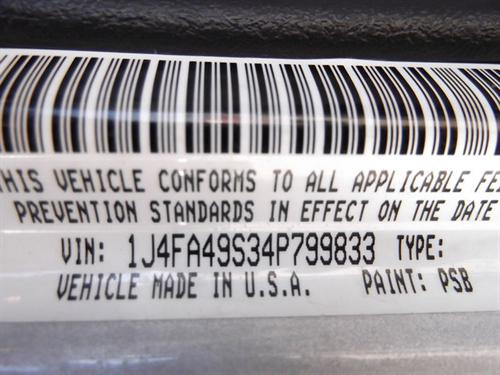 THIS VEHICLE CONFORMS TO ALL APPLICABLE FE
PREVENTION STANDARDS IN EFFECT ON THE DATE
VIN: 1J4FA49S34P799833 TYPE:
VEHICLE MADE IN U.S.A. PAINT: PSB